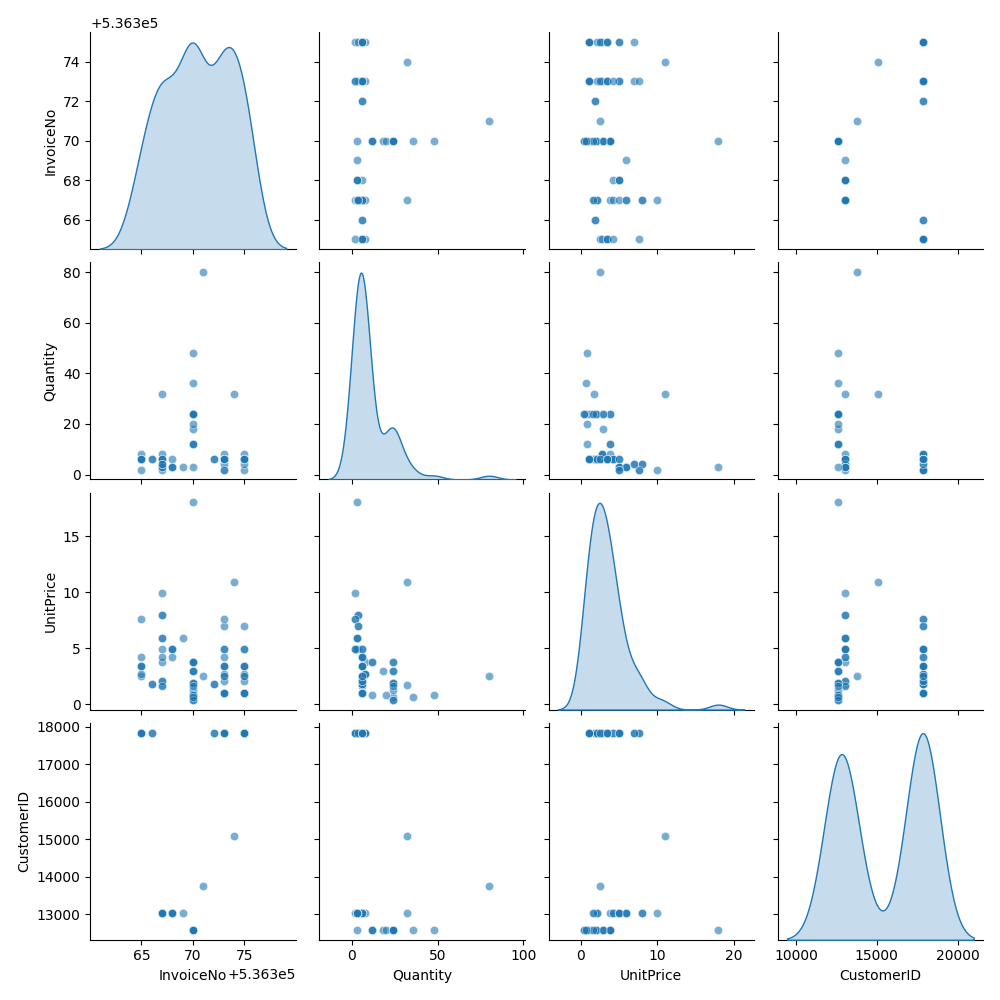 +5.363e5
InvoiceNo
74
72
70
68
66
Quantity
80
60
40
20
0
UnitPrice
15
10
5
0
CustomerID
18000
17000
16000
15000
14000
13000
65 70 75 0 50 100 0 10 20 10000 15000 20000
InvoiceNo +5.363e5 Quantity UnitPrice CustomerID